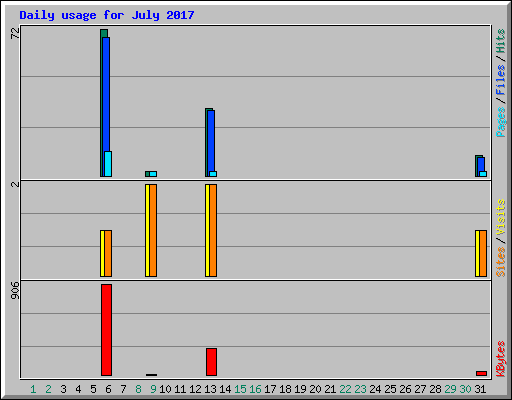 Daily usage for July 2017
72
2
906
Pages/Files/Hits
Sites/Visits
KBytes
1 2 3 4 5 6 7 8 9 10 11 12 13 14 15 16 17 18 19 20 21 22 23 24 25 26 27 28 29 30 31